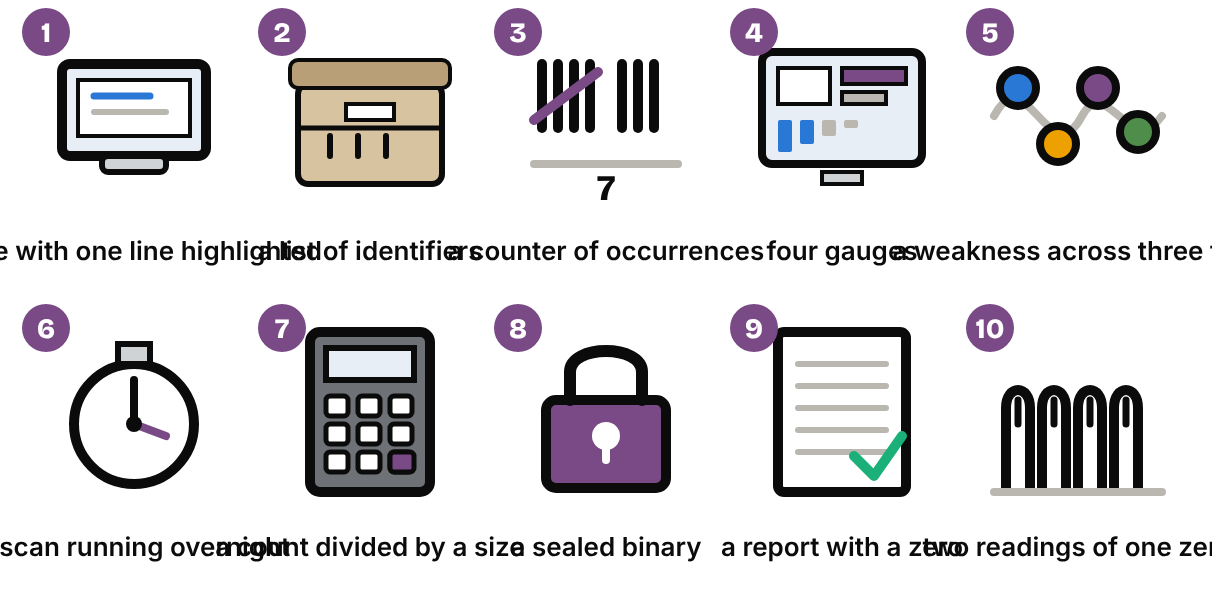 1
2
3
4
5
7
e with one line highlighted
a list of identifiers
a counter of occurrences
four gauges
a weakness across three
6
7
8
9
10
scan running overnight
a count divided by a size
a sealed binary
a report with a zero
two readings of one zer